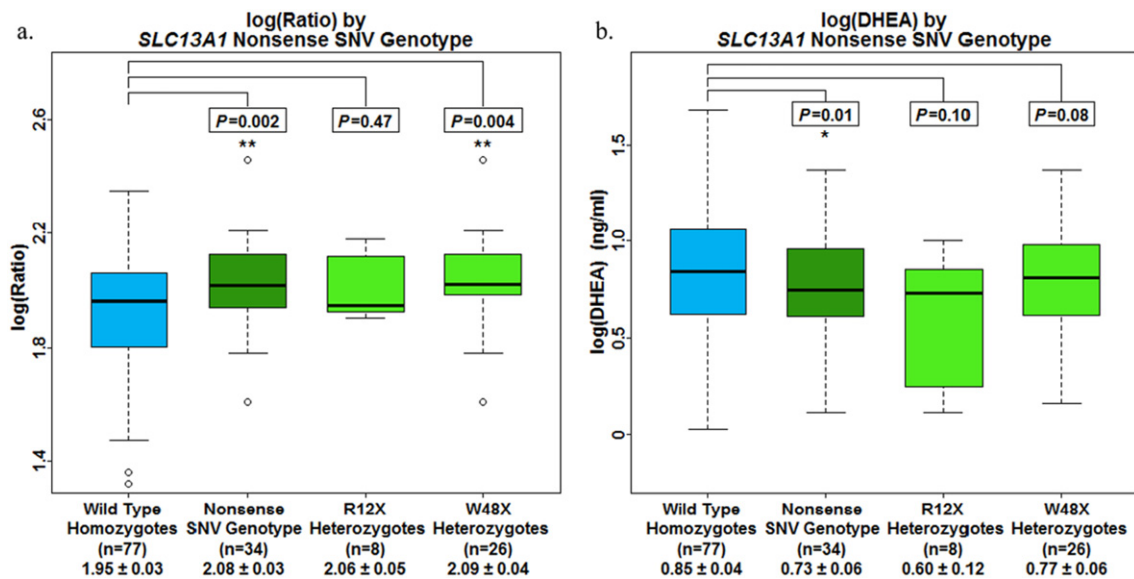 a.
log(Ratio) by
SLC13A1 Nonsense SNV Genotype
P=0.002
P=0.47
P=0.004
**
**
log(Ratio)
2.6
2.2
1.8
1.4
Wild Type Nonsense R12X W48X
Homozygotes SNV Genotype Heterozygotes Heterozygotes
(n=77) (n=34) (n=8) (n=26)
1.95 ± 0.03 2.08 ± 0.03 2.06 ± 0.05 2.09 ± 0.04
b.
log(DHEA) by
SLC13A1 Nonsense SNV Genotype
P=0.01
P=0.10
P=0.08
*
log(DHEA) (ng/ml)
1.5
1.0
0.5
0
Wild Type Nonsense R12X W48X
Homozygotes SNV Genotype Heterozygotes Heterozygotes
(n=77) (n=34) (n=8) (n=26)
0.85 ± 0.04 0.73 ± 0.06 0.60 ± 0.12 0.77 ± 0.06